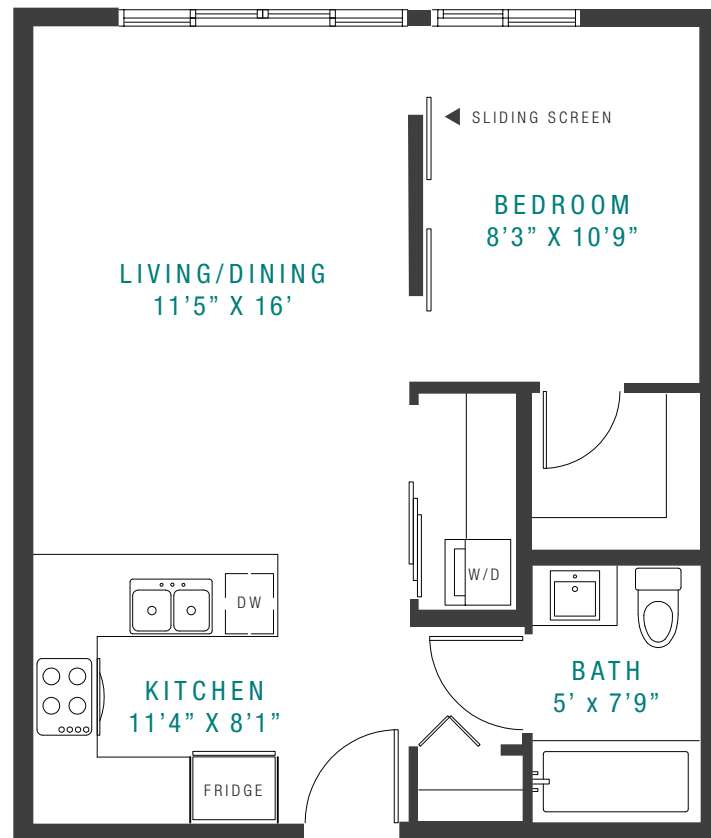 SLIDING SCREEN
BEDROOM
8’3” X 10’9”
LIVING/DINING
11’5” X 16’
W/D
DW
KITCHEN
11’4” X 8’1”
BATH
5’ x 7’9”
FRIDGE